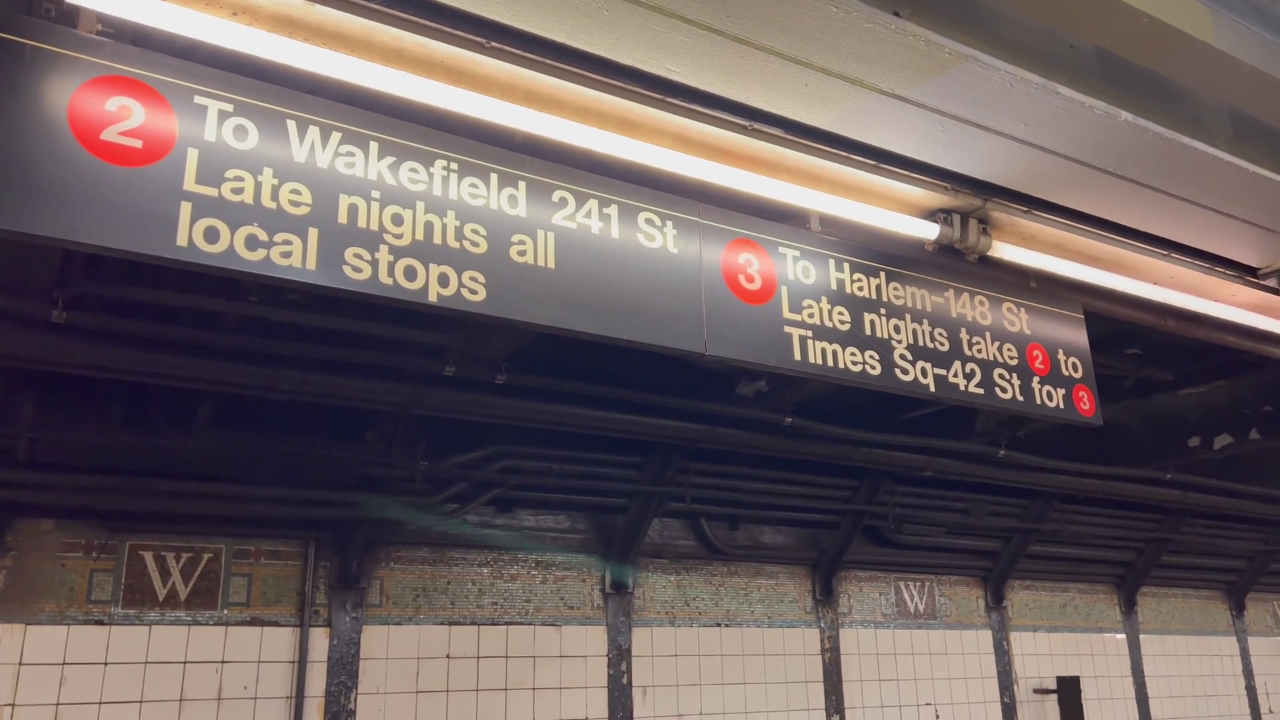 2 To Wakefield 241 St
Late nights all
local stops
3 To Harlem-148 St
Late nights take 2 to
Times Sq-42 St for 3
W
W